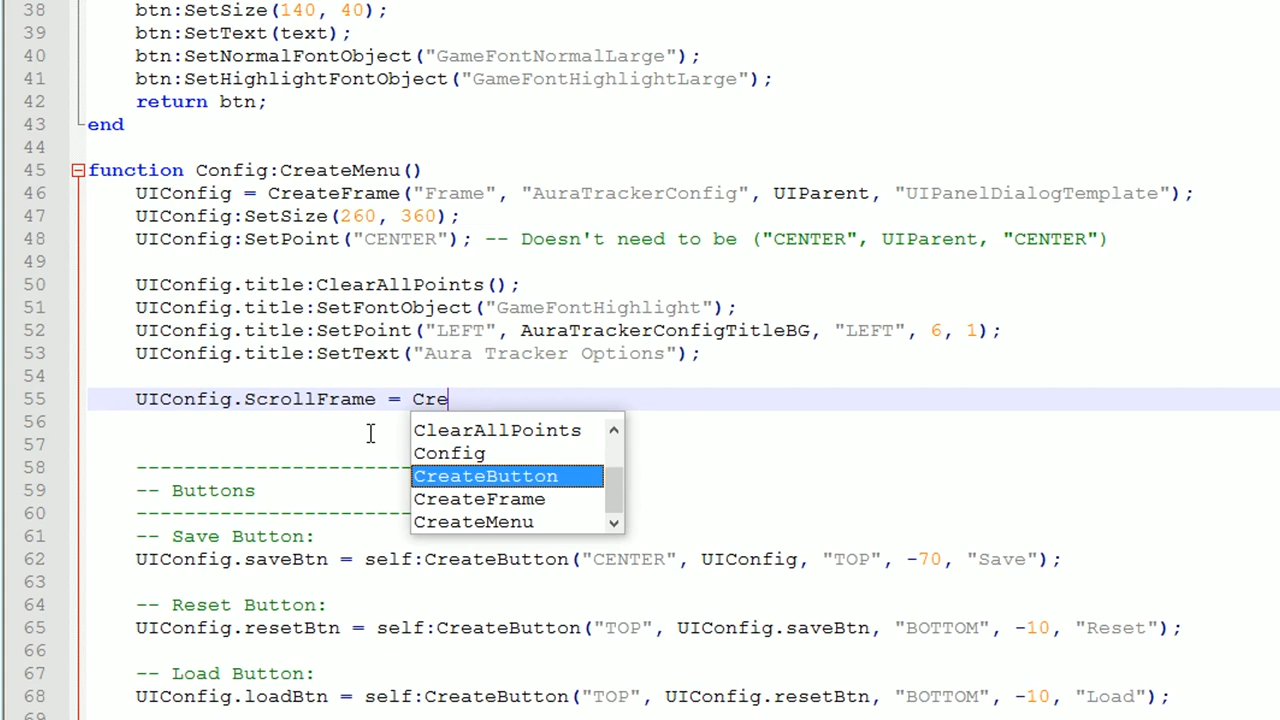 38 btn:SetSize(140, 40);
39 btn:SetText(text);
40 btn:SetNormalFontObject("GameFontNormalLarge");
41 btn:SetHighlightFontObject("GameFontHighlightLarge");
42 return btn;
43 end
44
45 function Config:CreateMenu()
46 UIConfig = CreateFrame("Frame", "AuraTrackerConfig", UIParent, "UIPanelDialogTemplate");
47 UIConfig:SetSize(260, 360);
48 UIConfig:SetPoint("CENTER"); -- Doesn't need to be ("CENTER", UIParent, "CENTER")
49
50 UIConfig.title:ClearAllPoints();
51 UIConfig.title:SetFontObject("GameFontHighlight");
52 UIConfig.title:SetPoint("LEFT", AuraTrackerConfigTitleBG, "LEFT", 6, 1);
53 UIConfig.title:SetText("Aura Tracker Options");
54
55 UIConfig.ScrollFrame = Cre
56
ClearAllPoints
57
Config
58 -----------------------
CreateButton
59 -- Buttons
CreateFrame
60 -----------------------
CreateMenu
61 -- Save Button:
62 UIConfig.saveBtn = self:CreateButton("CENTER", UIConfig, "TOP", -70, "Save");
63
64 -- Reset Button:
65 UIConfig.resetBtn = self:CreateButton("TOP", UIConfig.saveBtn, "BOTTOM", -10, "Reset");
66
67 -- Load Button:
68 UIConfig.loadBtn = self:CreateButton("TOP", UIConfig.resetBtn, "BOTTOM", -10, "Load");
69